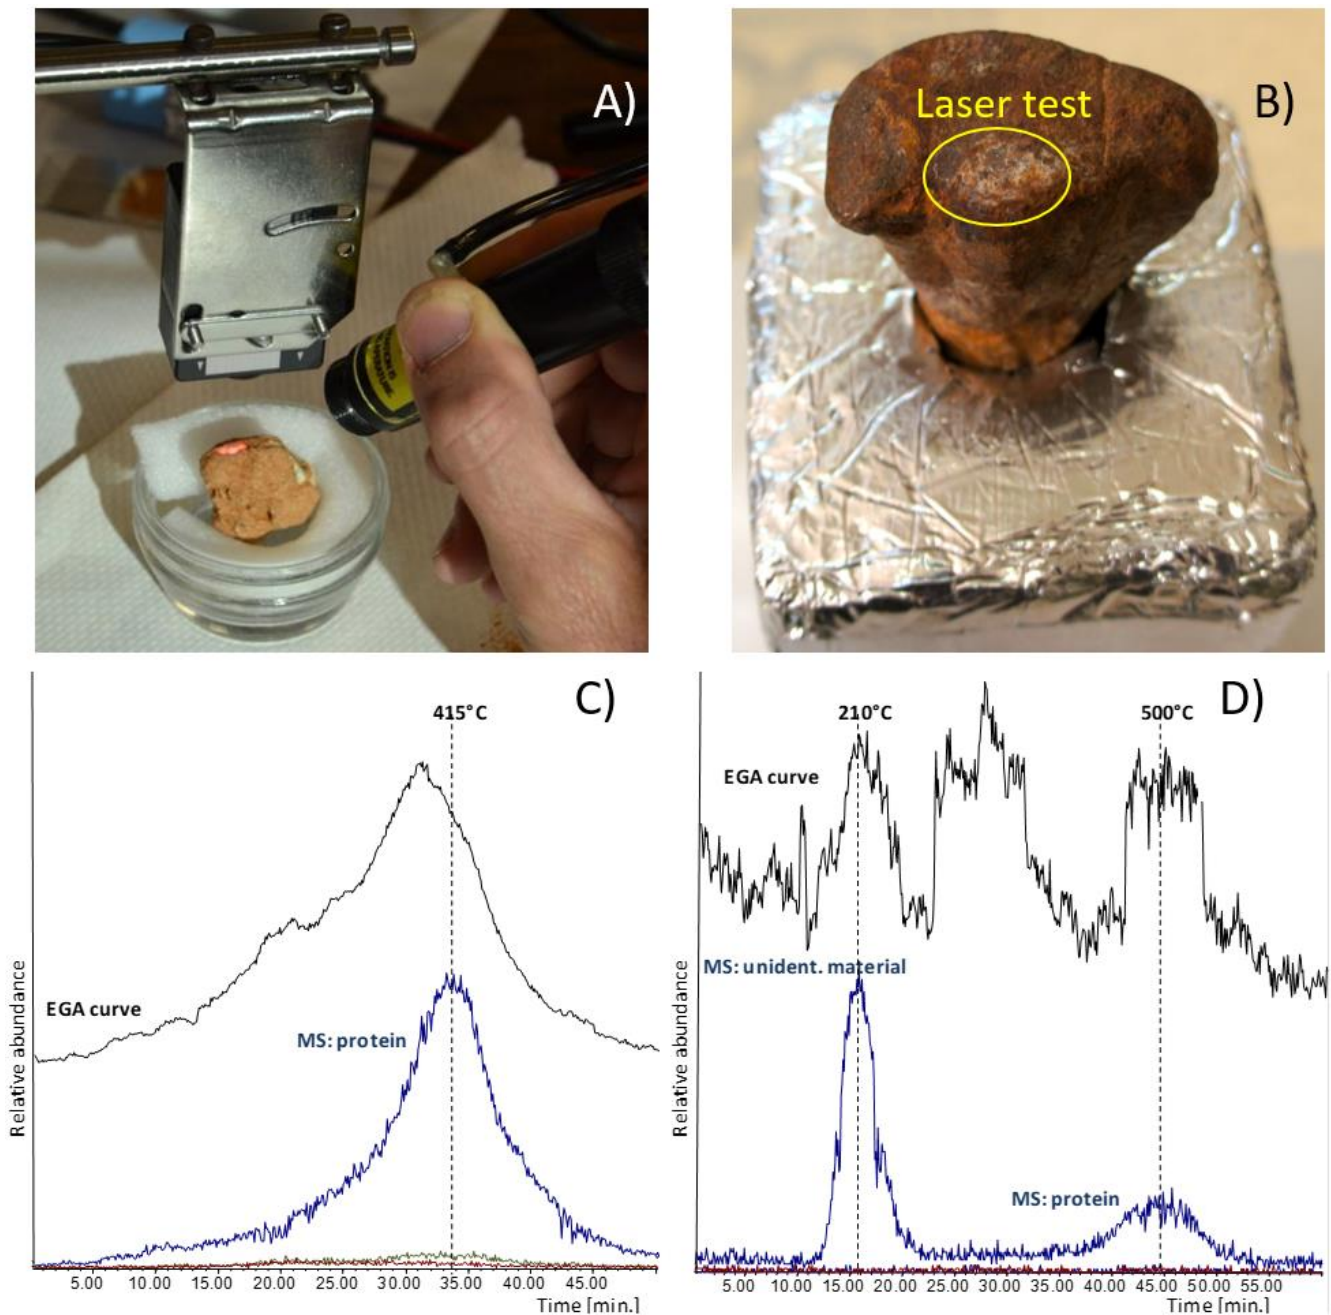 A)
Laser test
B)
C)
415°C
EGA curve
MS: protein
Relative abundance
5.00 10.00 15.00 20.00 25.00 30.00 35.00 40.00 45.00
Time [min.]
D)
210°C
500°C
EGA curve
MS: unident. material
MS: protein
Relative abundance
5.00 10.00 15.00 20.00 25.00 30.00 35.00 40.00 45.00 50.00 55.00
Time [min.]